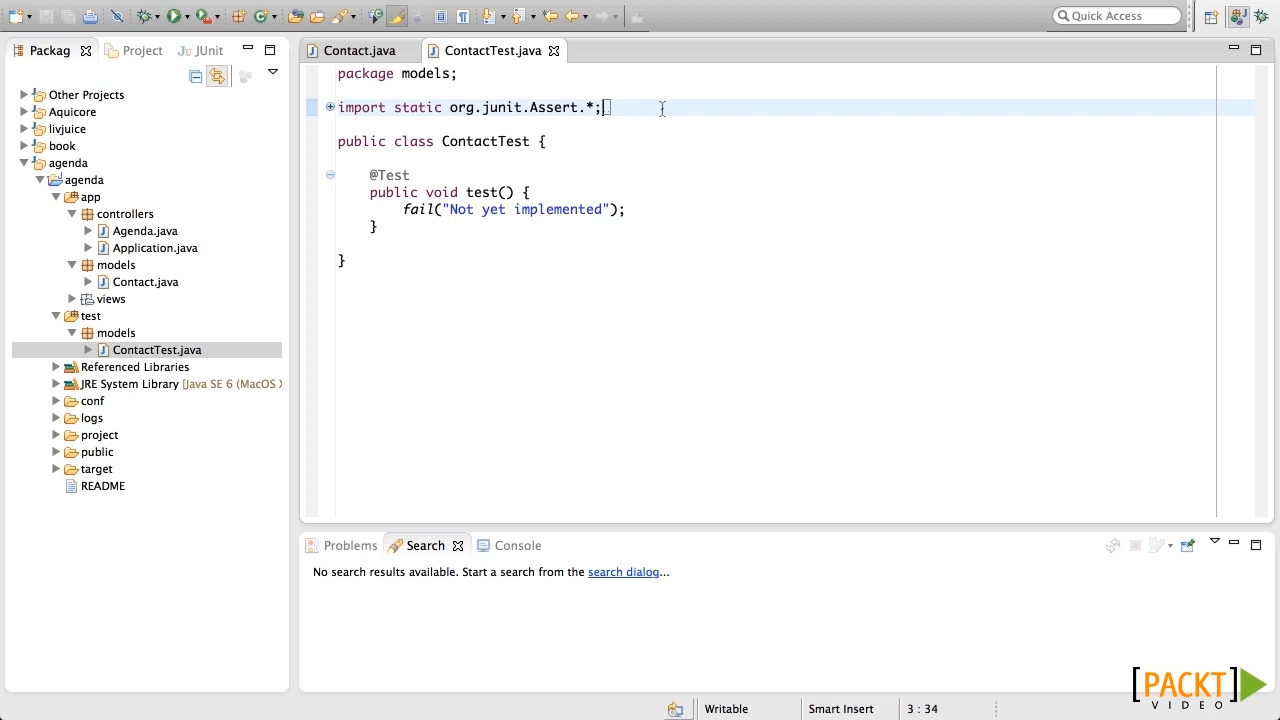 Quick Access
Packag
Project
JUnit
Contact.java
ContactTest.java
Other Projects
Aquicore
livjuice
book
agenda
agenda
app
controllers
Agenda.java
Application.java
models
Contact.java
views
test
models
ContactTest.java
Referenced Libraries
JRE System Library [Java SE 6 (MacOS X
conf
logs
project
public
target
README
package models;
import static org.junit.Assert.*;
public class ContactTest {
@Test
public void test() {
fail("Not yet implemented");
}
}
Problems
Search
Console
No search results available. Start a search from the search dialog...
[PACKT]
VIDEO
Writable
Smart Insert
3 : 34